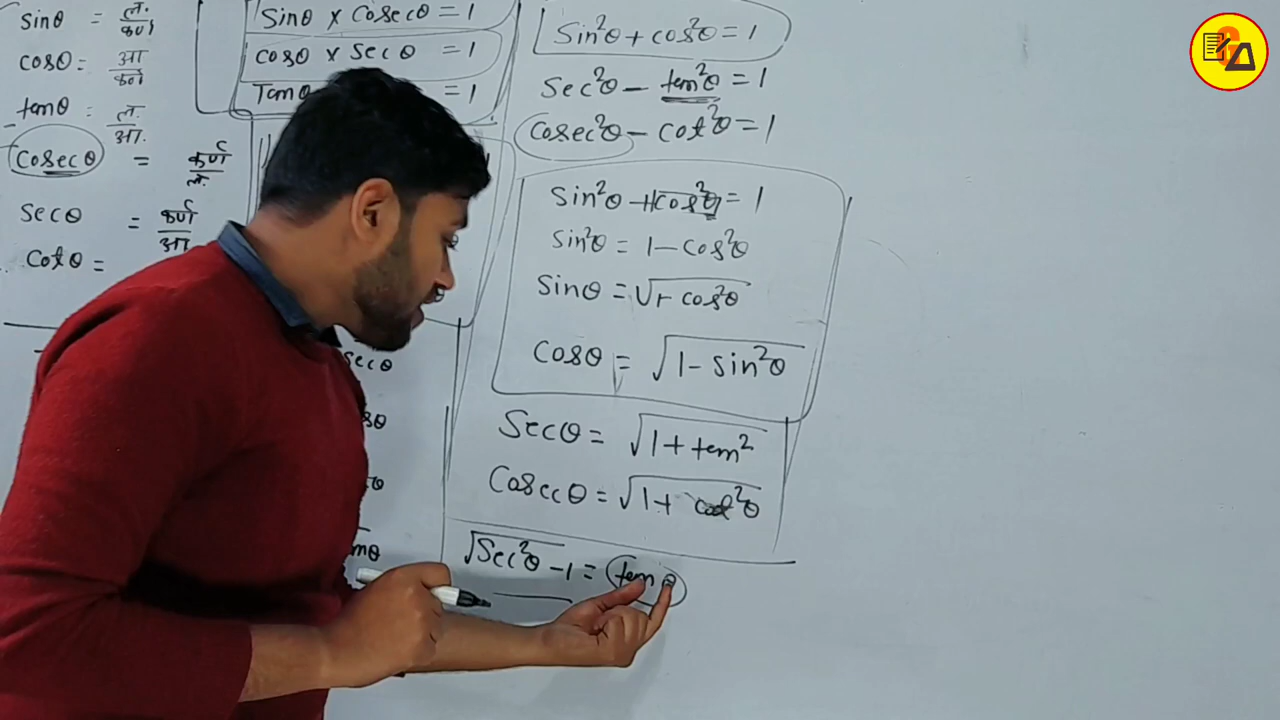 sinθ = ल./कर्ण
cosθ = आ/कर्ण
tanθ = ल./आ.
Cosecθ = कर्ण/ल.
Secθ = कर्ण/आ
Cotθ =
Sinθ x Cosecθ = 1
cosθ x Secθ = 1
Tanθ = 1
Secθ
θ
Sin²θ + cos²θ = 1
Sec²θ - tan²θ = 1
Cosec²θ - cot²θ = 1
Sin²θ + cos²θ = 1
Sin²θ = 1 - cos²θ
Sinθ = √1- cos²θ
Cosθ = √1 - Sin²θ
Secθ = √1 + tan²
Cosecθ = √1 + cot²θ
√Sec²θ - 1 = tanθ